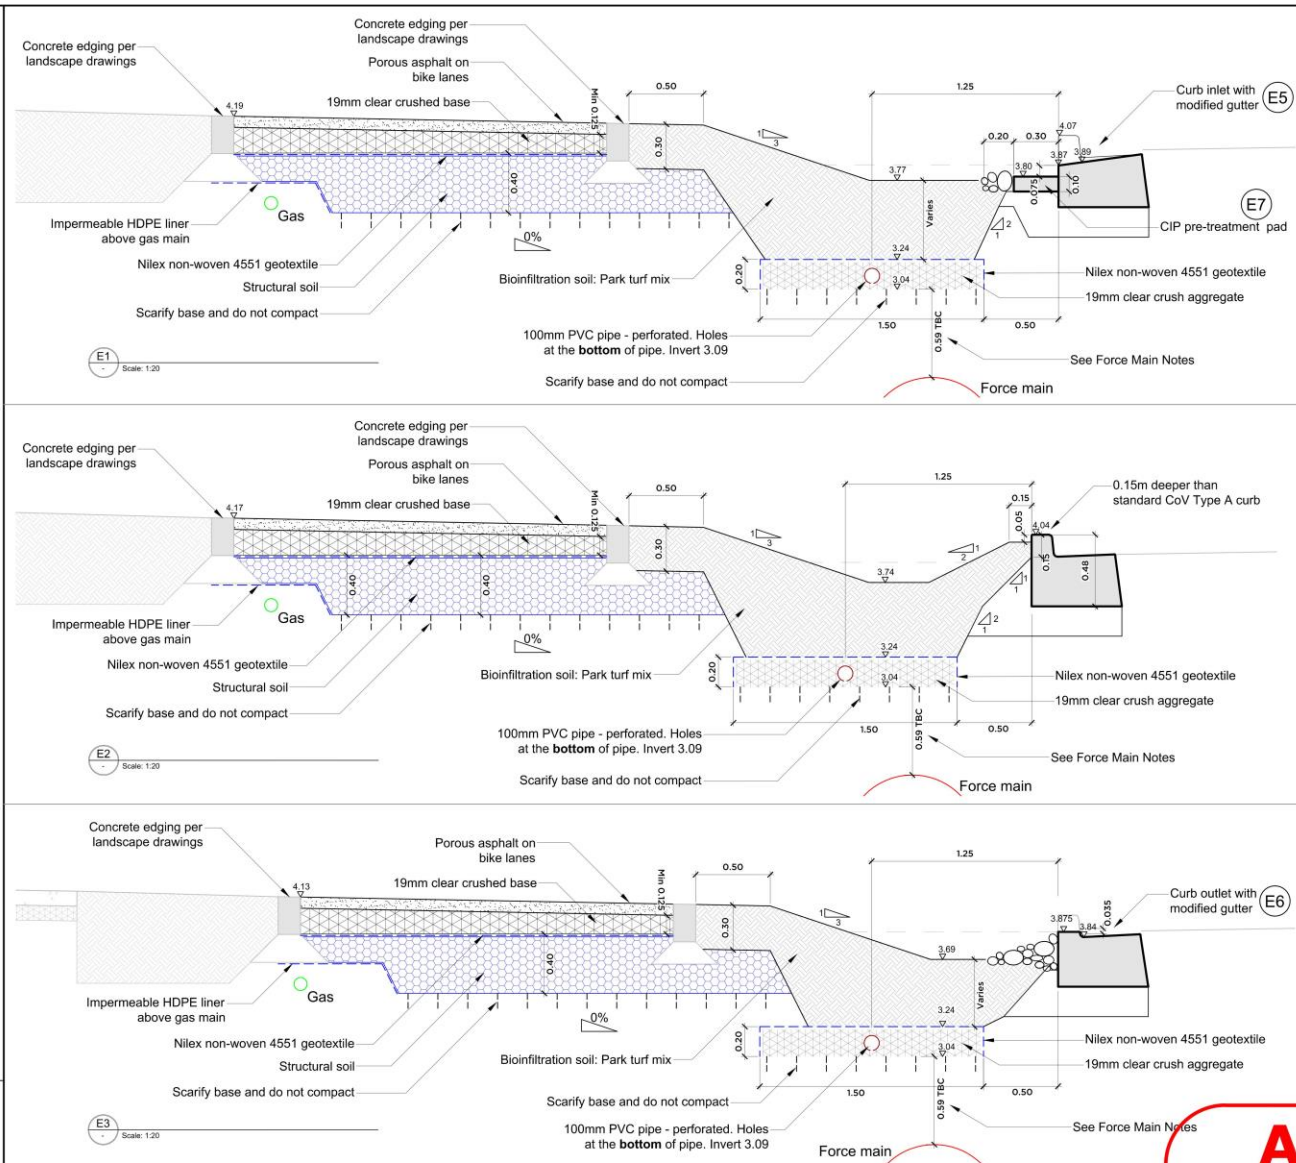 Concrete edging per
landscape drawings
Concrete edging per
landscape drawings
Porous asphalt on
bike lanes
19mm clear crushed base
4.19
Min 0.125
0.50
0.30
1
3
1.25
Curb inlet with
modified gutter
E5
4.07
0.20
0.30
3.87
3.89
3.80
0.075
0.10
3.77
Varies
0.40
E7
CIP pre-treatment pad
Impermeable HDPE liner
above gas main
Gas
0%
2
1
3.24
Nilex non-woven 4551 geotextile
Structural soil
Scarify base and do not compact
Bioinfiltration soil: Park turf mix
0.20
3.04
Nilex non-woven 4551 geotextile
19mm clear crush aggregate
1.50
0.50
100mm PVC pipe - perforated. Holes
at the bottom of pipe. Invert 3.09
0.59 TBC
See Force Main Notes
Scarify base and do not compact
Force main
E1
-
Scale: 1:20
Concrete edging per
landscape drawings
Concrete edging per
landscape drawings
Porous asphalt on
bike lanes
19mm clear crushed base
4.17
Min 0.125
0.50
0.30
1
3
1.25
0.15m deeper than
standard CoV Type A curb
0.15
0.05
4.04
1
2
0.15
0.48
1
1
3.74
0.40
0.40
Impermeable HDPE liner
above gas main
Gas
0%
2
1
3.24
Nilex non-woven 4551 geotextile
Structural soil
Scarify base and do not compact
Bioinfiltration soil: Park turf mix
0.20
3.04
Nilex non-woven 4551 geotextile
19mm clear crush aggregate
1.50
0.50
100mm PVC pipe - perforated. Holes
at the bottom of pipe. Invert 3.09
0.59 TBC
See Force Main Notes
Scarify base and do not compact
Force main
E2
-
Scale: 1:20
Concrete edging per
landscape drawings
Porous asphalt on
bike lanes
19mm clear crushed base
4.13
Min 0.125
0.50
0.30
1
3
1.25
Curb outlet with
modified gutter
E6
3.875
3.84
0.035
3.69
Varies
0.40
Impermeable HDPE liner
above gas main
Gas
0%
3.24
Nilex non-woven 4551 geotextile
Structural soil
Scarify base and do not compact
Bioinfiltration soil: Park turf mix
0.20
3.04
Nilex non-woven 4551 geotextile
19mm clear crush aggregate
1.50
0.50
Scarify base and do not compact
0.59 TBC
100mm PVC pipe - perforated. Holes
at the bottom of pipe. Invert 3.09
See Force Main Notes
Force main
E3
-
Scale: 1:20
A